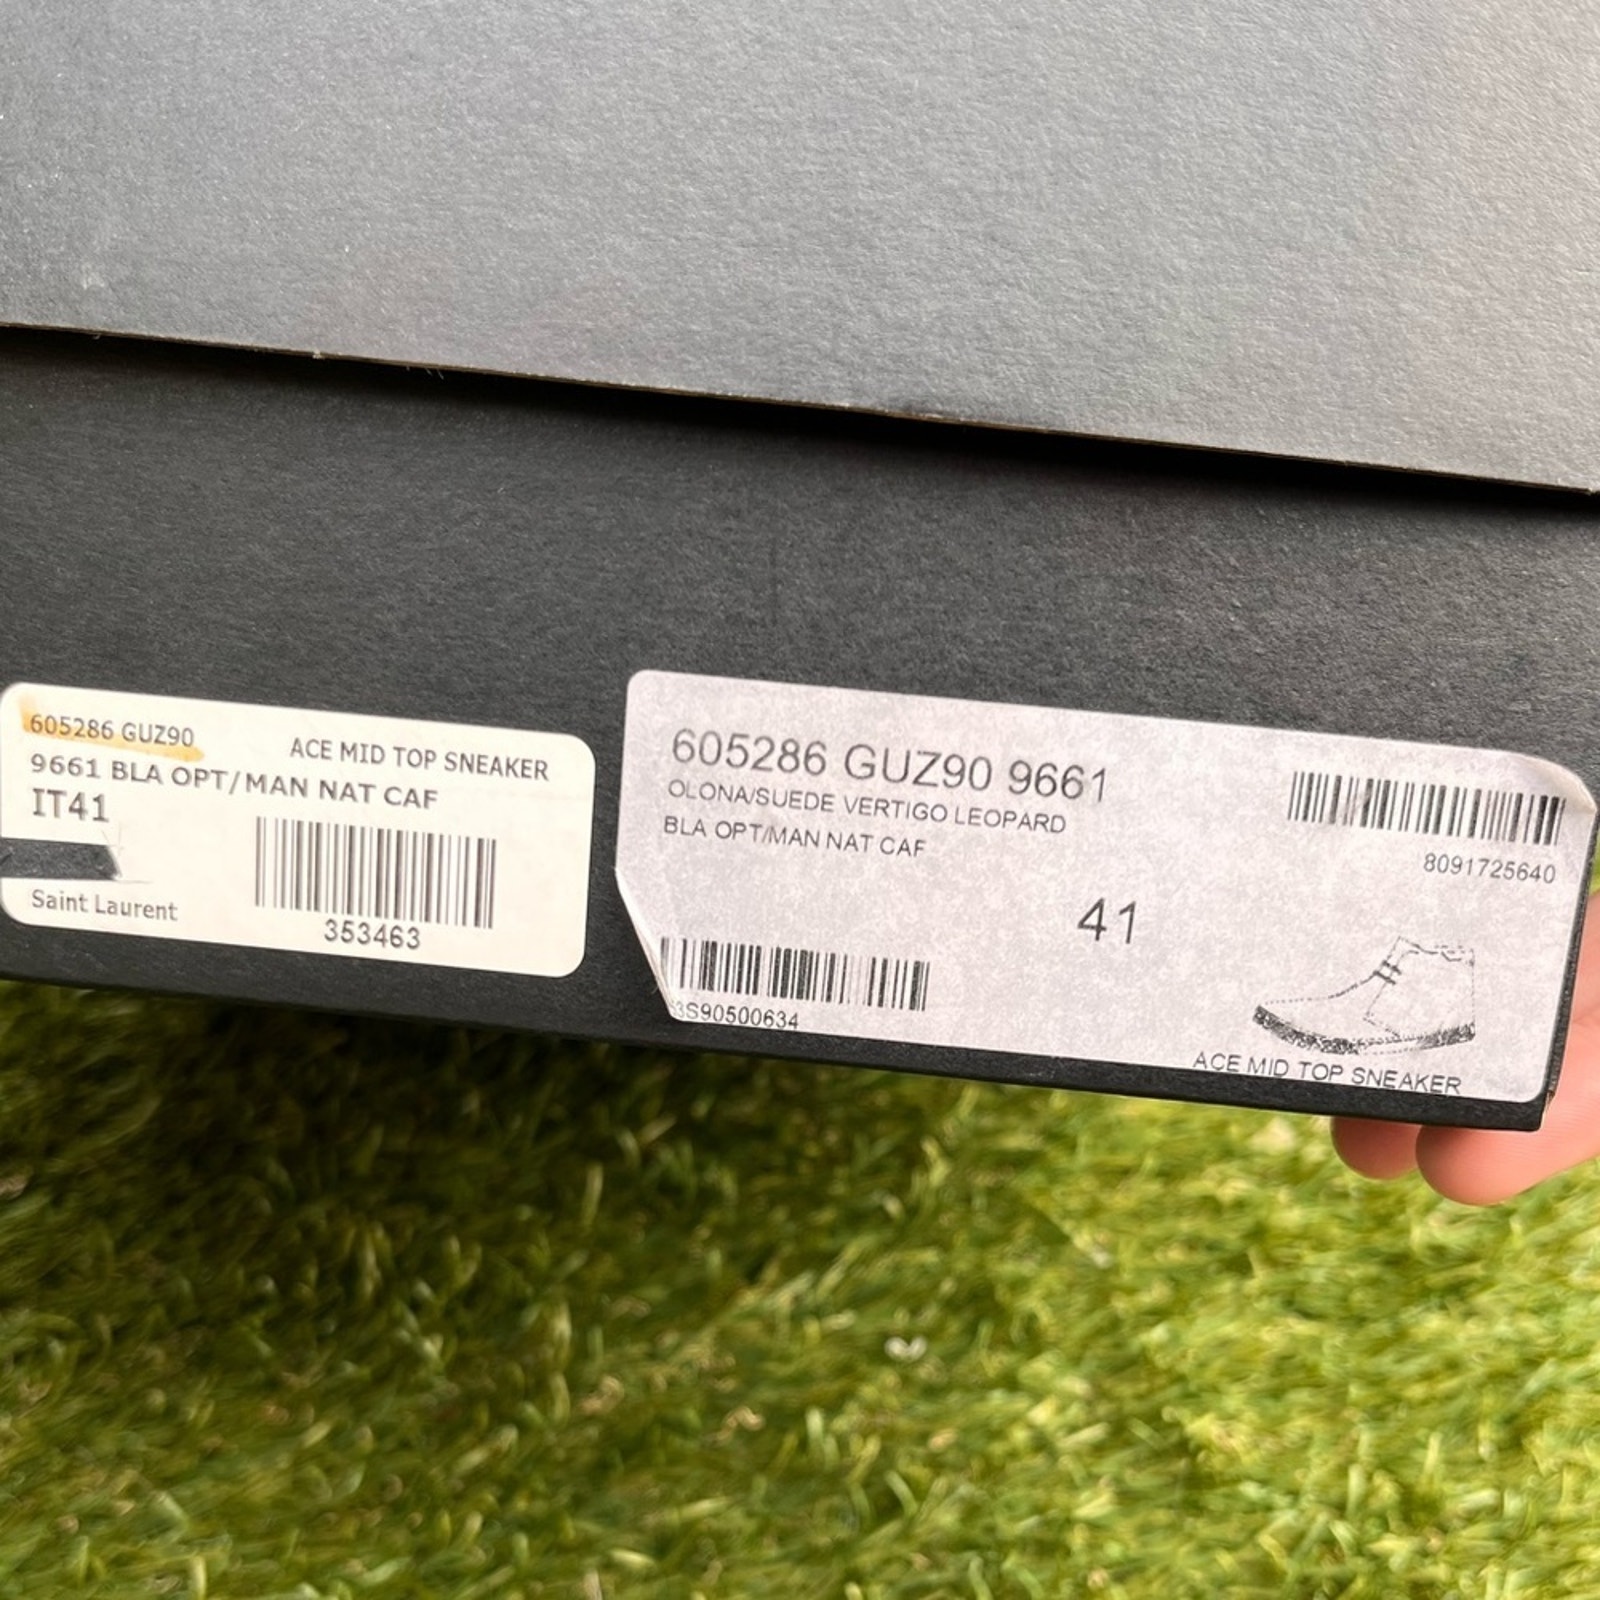 605286 GUZ90
ACE MID TOP SNEAKER
9661 BLA OPT/MAN NAT CAF
IT41
Saint Laurent
353463
605286 GUZ90 9661
OLONA/SUEDE VERTIGO LEOPARD
BLA OPT/MAN NAT CAF
8091725640
41
3S90500634
ACE MID TOP SNEAKER